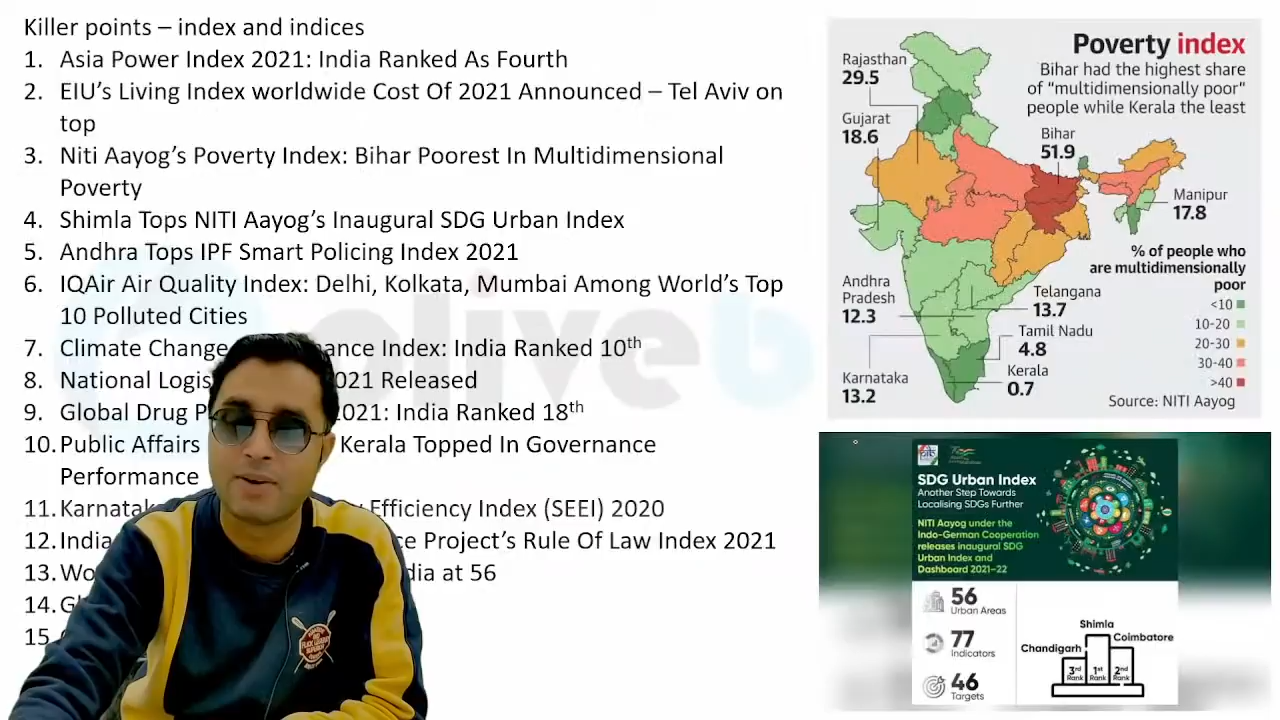 Killer points – index and indices
1. Asia Power Index 2021: India Ranked As Fourth
2. EIU's Living Index worldwide Cost Of 2021 Announced – Tel Aviv on
top
3. Niti Aayog's Poverty Index: Bihar Poorest In Multidimensional
Poverty
4. Shimla Tops NITI Aayog's Inaugural SDG Urban Index
5. Andhra Tops IPF Smart Policing Index 2021
6. IQAir Air Quality Index: Delhi, Kolkata, Mumbai Among World's Top
10 Polluted Cities
7. Climate Change Index: India Ranked 10th
8. National 2021 Released
9. Global Drug 2021: India Ranked 18th
10. Public Affairs Kerala Topped In Governance
Performance
11. Efficiency Index (SEEI) 2020
12. India Project's Rule Of Law Index 2021
13. at 56
14.
15
oliveb
Poverty index
Bihar had the highest share
of "multidimensionally poor"
people while Kerala the least
Rajasthan
29.5
Gujarat
18.6
Bihar
51.9
Manipur
17.8
% of people who
are multidimensionally
poor
<10
10-20
20-30
30-40
>40
Andhra
Pradesh
12.3
Telangana
13.7
Tamil Nadu
4.8
Kerala
0.7
Karnataka
13.2
Source: NITI Aayog
SDG Urban Index
Another Step Towards
Localising SDGs Further
NITI Aayog under the
Indo-German Cooperation
releases inaugural SDG
Urban Index and
Dashboard 2021–22
56
Urban Areas
77
Indicators
46
Targets
Shimla
Chandigarh
Coimbatore
3rd Rank
1st Rank
2nd Rank